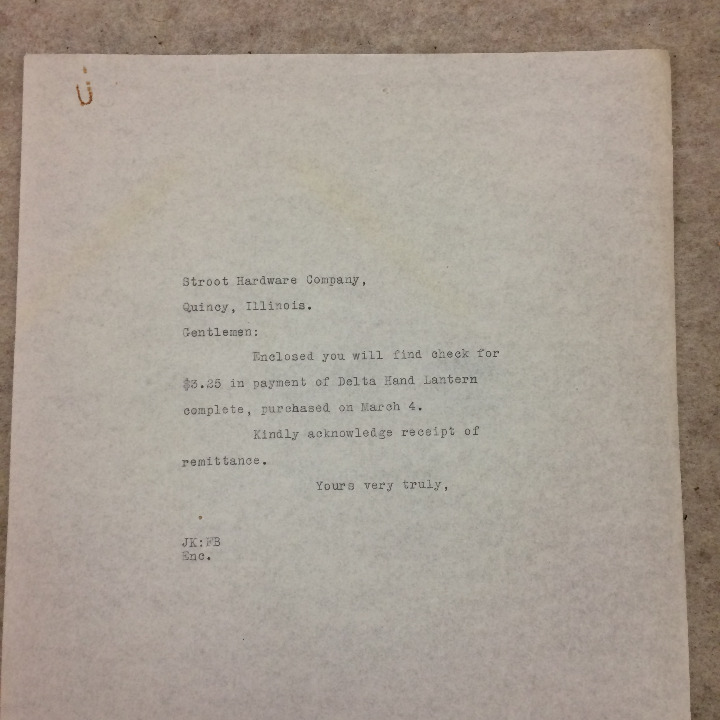 Stroot Hardware Company,
Quincy, Illinois.
Gentlemen:
Enclosed you will find check for
$3.25 in payment of Delta Hand Lantern
complete, purchased on March 4.
Kindly acknowledge receipt of
remittance.
Yours very truly,
JK:FB
Enc.